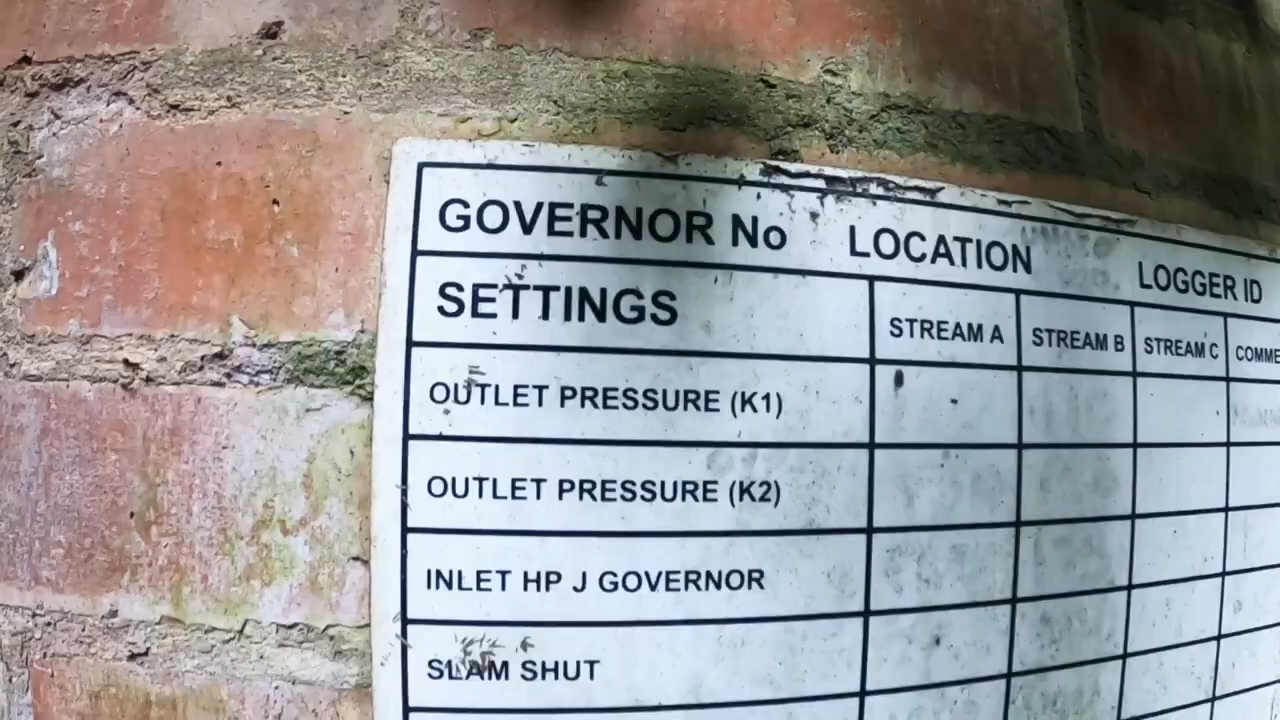 GOVERNOR No LOCATION LOGGER ID
SETTINGS STREAM A STREAM B STREAM C
OUTLET PRESSURE (K1)
OUTLET PRESSURE (K2)
INLET HP J GOVERNOR
SLAM SHUT